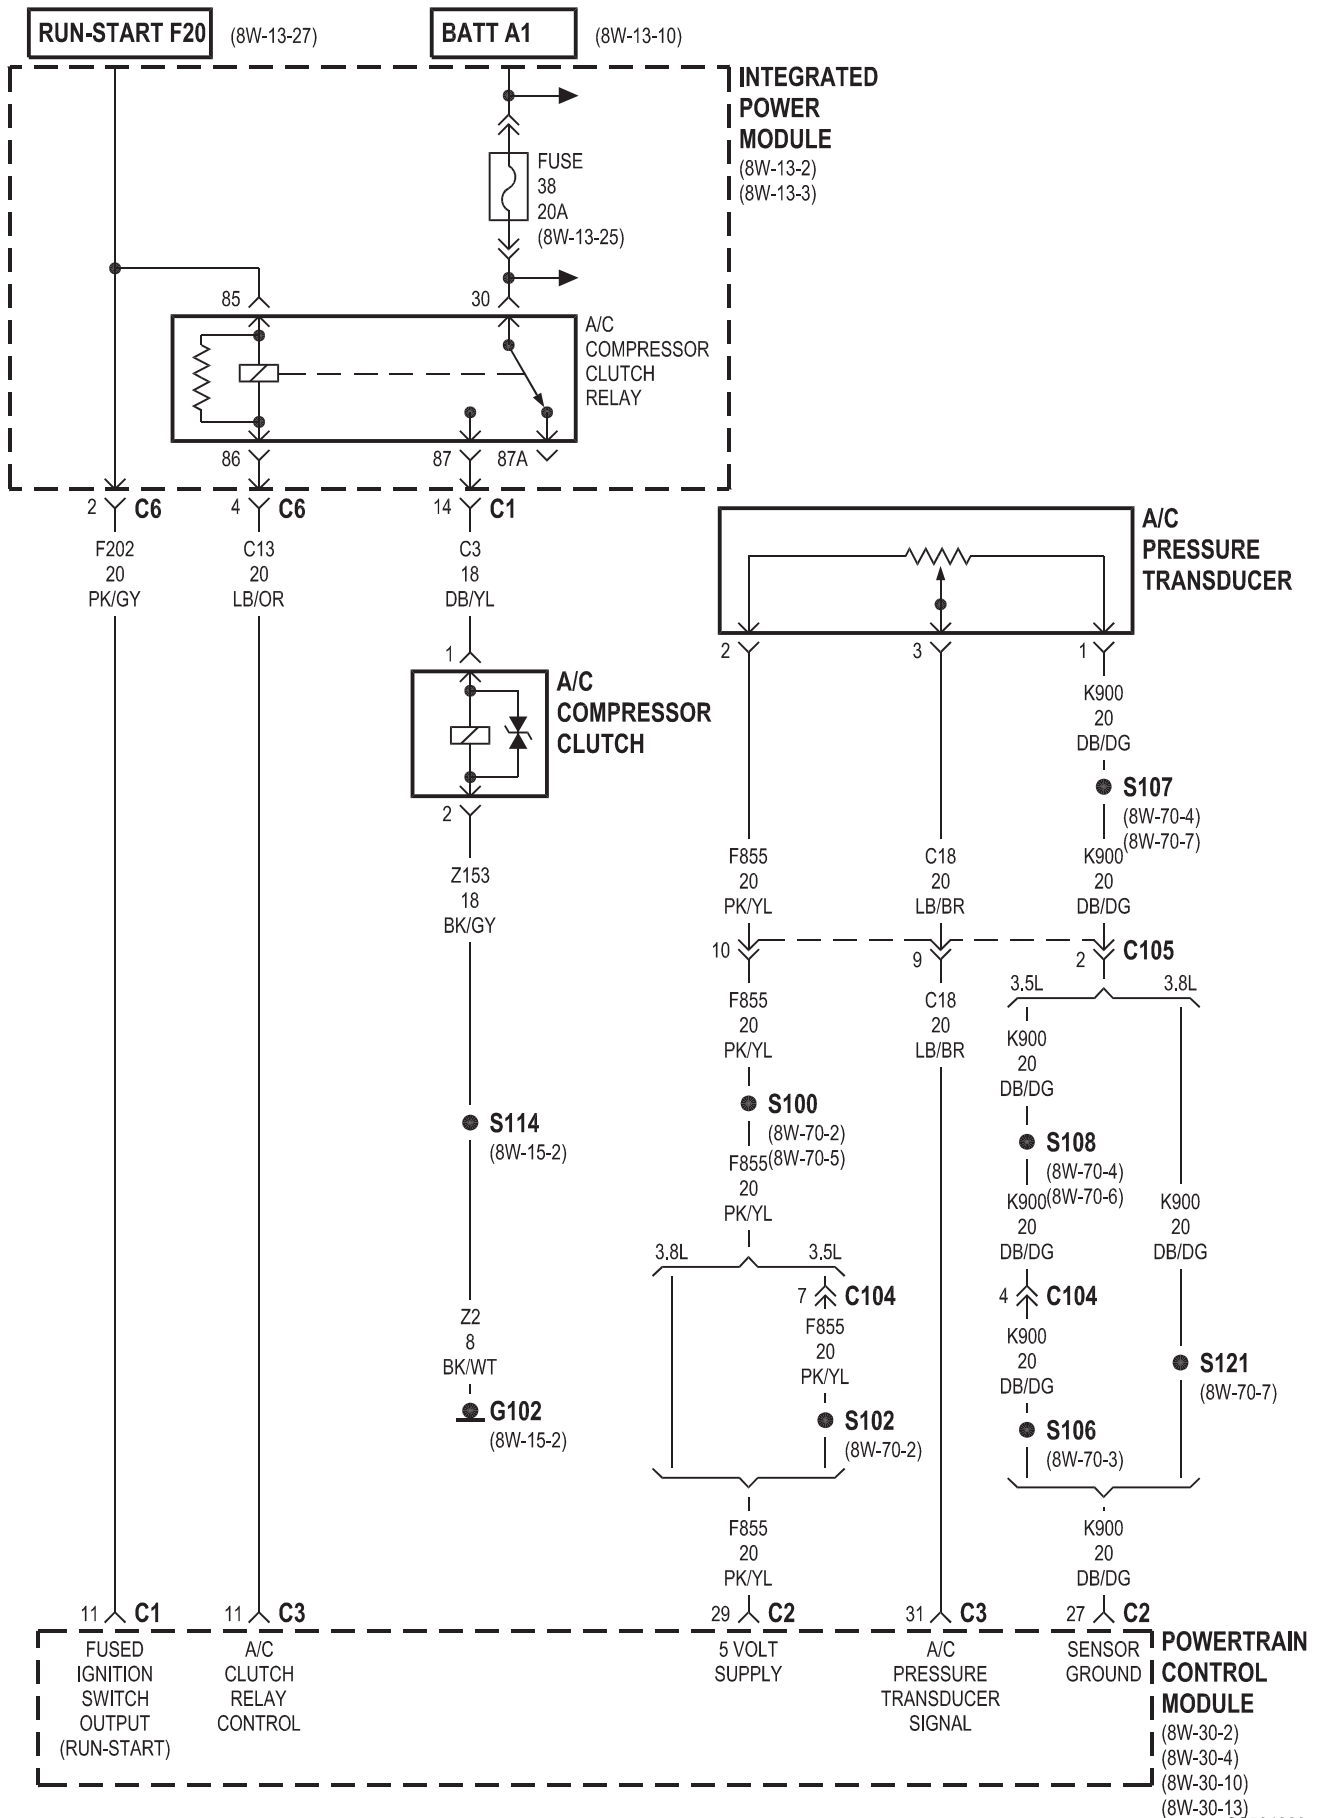 RUN-START F20 (8W-13-27)
BATT A1 (8W-13-10)
INTEGRATED
POWER
MODULE
(8W-13-2)
(8W-13-3)
FUSE
38
20A
(8W-13-25)
85
30
A/C
COMPRESSOR
CLUTCH
RELAY
86
87
87A
2 C6
4 C6
14 C1
F202
20
PK/GY
C13
20
LB/OR
C3
18
DB/YL
A/C
PRESSURE
TRANSDUCER
2
3
1
1
A/C
COMPRESSOR
CLUTCH
2
K900
20
DB/DG
S107
(8W-70-4)
(8W-70-7)
Z153
18
BK/GY
F855
20
PK/YL
C18
20
LB/BR
K900
20
DB/DG
10
9
2 C105
F855
20
PK/YL
C18
20
LB/BR
3.5L
3.8L
K900
20
DB/DG
S114
(8W-15-2)
S100
(8W-70-2)
(8W-70-5)
F855
20
PK/YL
S108
(8W-70-4)
(8W-70-6)
K900
20
DB/DG
K900
20
DB/DG
3.8L
3.5L
7 C104
4 C104
F855
20
PK/YL
K900
20
DB/DG
Z2
8
BK/WT
G102
(8W-15-2)
S102
(8W-70-2)
S106
(8W-70-3)
S121
(8W-70-7)
F855
20
PK/YL
K900
20
DB/DG
11 C1
11 C3
29 C2
31 C3
27 C2
FUSED
IGNITION
SWITCH
OUTPUT
(RUN-START)
A/C
CLUTCH
RELAY
CONTROL
5 VOLT
SUPPLY
A/C
PRESSURE
TRANSDUCER
SIGNAL
SENSOR
GROUND
POWERTRAIN
CONTROL
MODULE
(8W-30-2)
(8W-30-4)
(8W-30-10)
(8W-30-13)